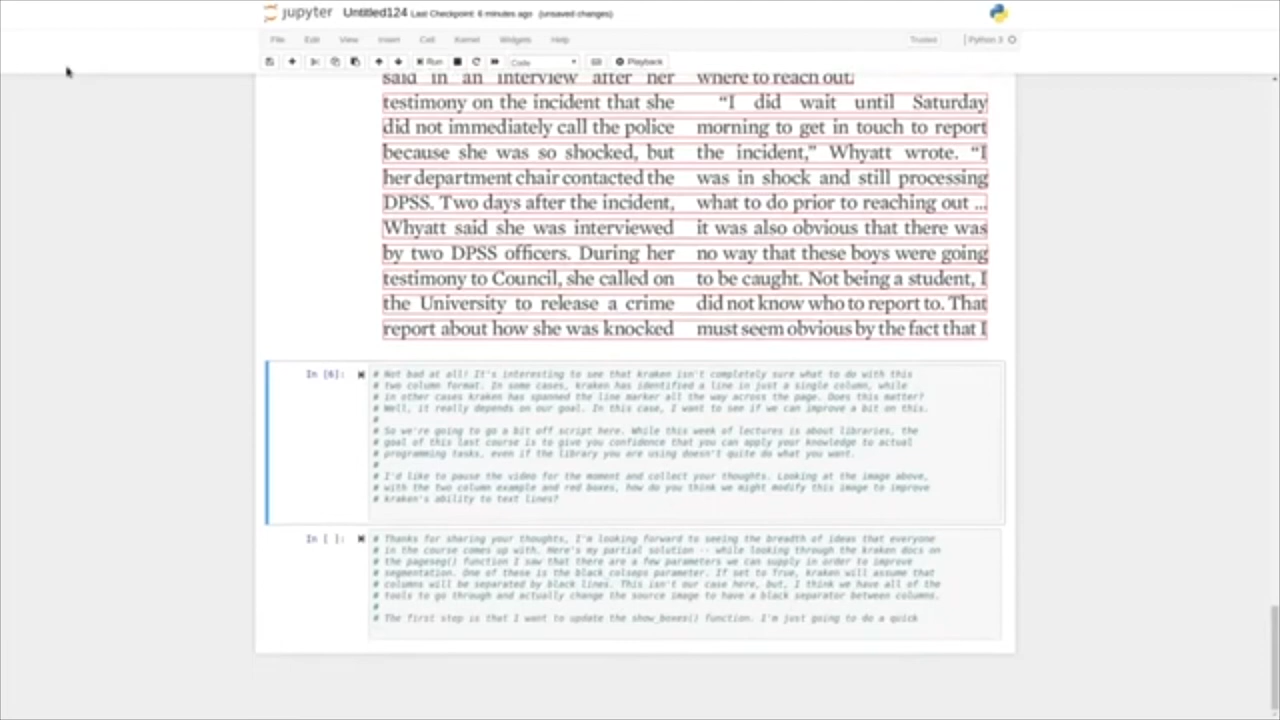 jupyter Untitled124 Last Checkpoint: 6 minutes ago (unsaved changes)
File Edit View Insert Cell Kernel Widgets Help Trusted Python 3
Run Code Playback
said in an interview after her
testimony on the incident that she
did not immediately call the police
because she was so shocked, but
her department chair contacted the
DPSS. Two days after the incident,
Whyatt said she was interviewed
by two DPSS officers. During her
testimony to Council, she called on
the University to release a crime
report about how she was knocked
where to reach out.
“I did wait until Saturday
morning to get in touch to report
the incident,” Whyatt wrote. “I
was in shock and still processing
what to do prior to reaching out ...
it was also obvious that there was
no way that these boys were going
to be caught. Not being a student, I
did not know who to report to. That
must seem obvious by the fact that I
In [6]:
# Not bad at all! It's interesting to see that kraken isn't completely sure what to do with this
# two column format. In some cases, kraken has identified a line in just a single column, while
# in other cases kraken has spanned the line marker all the way across the page. Does this matter?
# Well, it really depends on our goal. In this case, I want to see if we can improve a bit on this.
#
# So we're going to go a bit off script here. While this week of lectures is about libraries, the
# goal of this last course is to give you confidence that you can apply your knowledge to actual
# programming tasks, even if the library you are using doesn't quite do what you want.
#
# I'd like to pause the video for the moment and collect your thoughts. Looking at the image above,
# with the two column example and red boxes, how do you think we might modify this image to improve
# kraken's ability to text lines?
In [ ]:
# Thanks for sharing your thoughts, I'm looking forward to seeing the breadth of ideas that everyone
# in the course comes up with. Here's my partial solution -- while looking through the kraken docs on
# the pageseg() function I saw that there are a few parameters we can supply in order to improve
# segmentation. One of these is the black_colseps parameter. If set to True, kraken will assume that
# columns will be separated by black lines. This isn't our case here, but, I think we have all of the
# tools to go through and actually change the source image to have a black separator between columns.
#
# The first step is that I want to update the show_boxes() function. I'm just going to do a quick